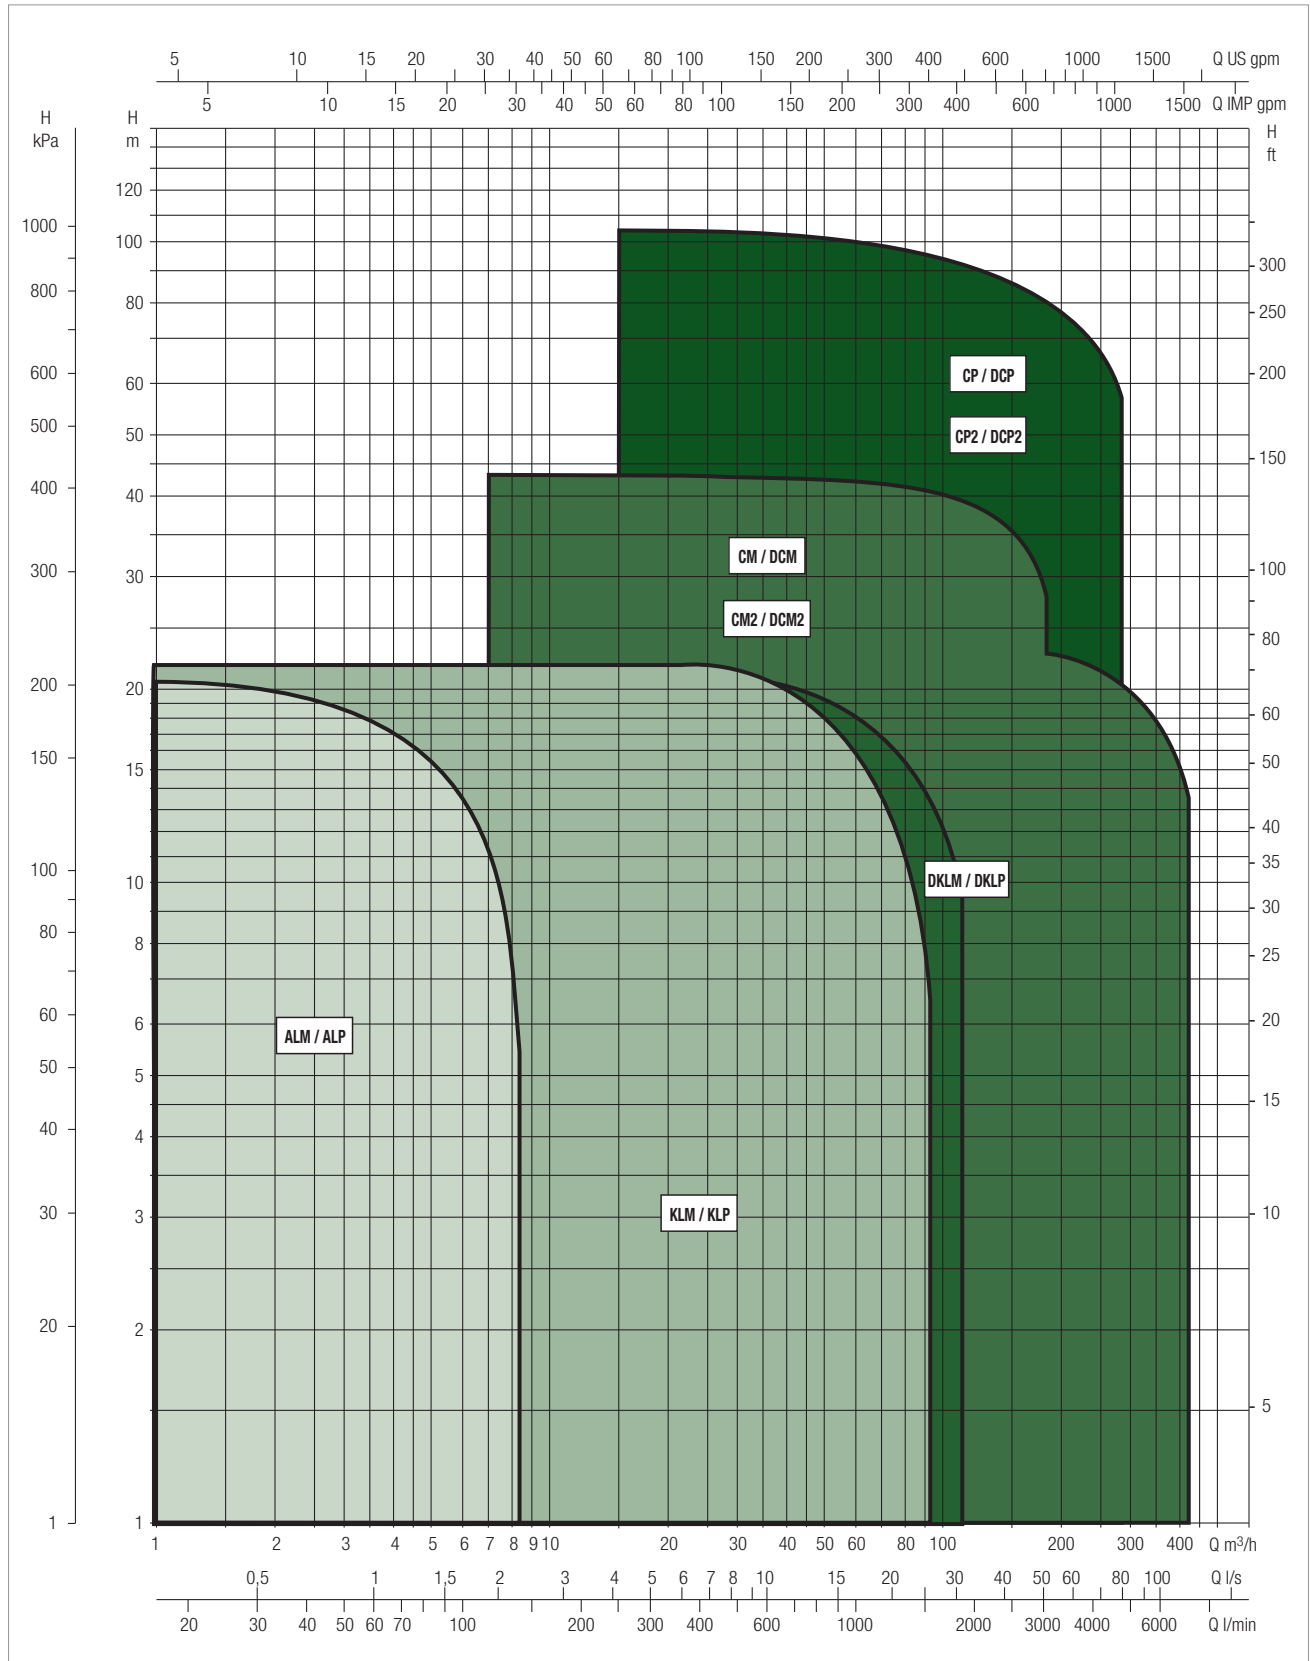 5 10 15 20 30 40 50 60 80 100 150 200 300 400 600 1000 1500 Q US gpm
5 10 15 20 30 40 50 60 80 100 150 200 300 400 600 1000 1500 Q IMP gpm
H H H
kPa m ft
120
1000 100
300
800 80
250
600 60
200
CP / DCP
500 50
CP2 / DCP2
150
400 40
CM / DCM
300 30
100
CM2 / DCM2
80
200 20
60
150 15
50
40
100 10
35
DKLM / DKLP
30
80 8
25
60 6
20
ALM / ALP
50 5
15
40 4
30 3
10
KLM / KLP
20 2
5
1 1
1 2 3 4 5 6 7 8 9 10 20 30 40 50 60 80 100 200 300 400 Q m³/h
0,5 1 1,5 2 3 4 5 6 7 8 10 15 20 30 40 50 60 80 100 Q l/s
20 30 40 50 60 70 100 200 300 400 600 1000 2000 3000 4000 6000 Q l/min